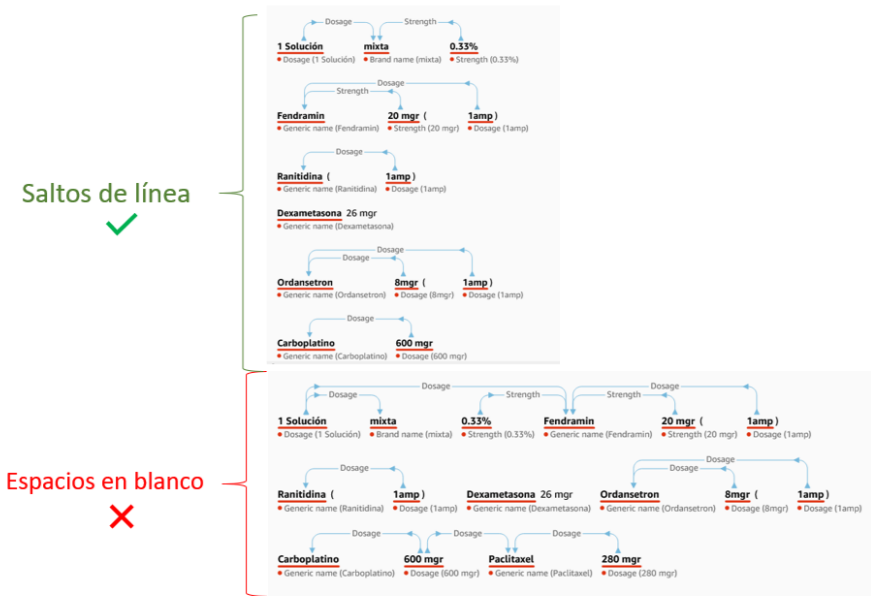 Dosage Strength
1 Solución mixta 0.33%
Dosage (1 Solución) Brand name (mixta) Strength (0.33%)
Dosage
Strength
Fendramin 20 mgr ( 1amp )
Generic name (Fendramin) Strength (20 mgr) Dosage (1amp)
Dosage
Ranitidina ( 1amp )
Generic name (Ranitidina) Dosage (1amp)
Saltos de línea
Dexametasona 26 mgr
Generic name (Dexametasona)
Dosage
Dosage
Ordansetron 8mgr ( 1amp )
Generic name (Ordansetron) Dosage (8mgr) Dosage (1amp)
Dosage
Carboplatino 600 mgr
Generic name (Carboplatino) Dosage (600 mgr)
Dosage Dosage
Dosage Strength Strength
1 Solución mixta 0.33% Fendramin 20 mgr ( 1amp )
Dosage (1 Solución) Brand name (mixta) Strength (0.33%) Generic name (Fendramin) Strength (20 mgr) Dosage (1amp)
Espacios en blanco
Dosage
Dosage Dosage
Ranitidina ( 1amp ) Dexametasona 26 mgr Ordansetron 8mgr ( 1amp )
Generic name (Ranitidina) Dosage (1amp) Generic name (Dexametasona) Generic name (Ordansetron) Dosage (8mgr) Dosage (1amp)
Dosage Dosage Dosage
Carboplatino 600 mgr Paclitaxel 280 mgr
Generic name (Carboplatino) Dosage (600 mgr) Generic name (Paclitaxel) Dosage (280 mgr)